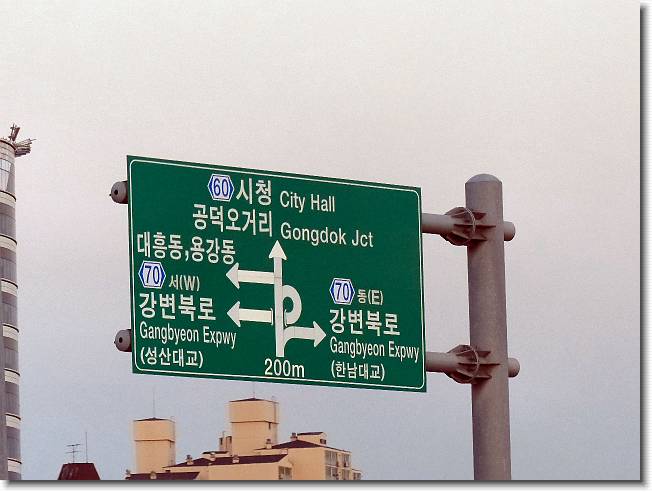 60 시청 City Hall
공덕오거리 Gongdok Jct
대흥동,용강동
70 서(W)
강변북로
Gangbyeon Expwy
(성산대교)
70 동(E)
강변북로
Gangbyeon Expwy
(한남대교)
200m